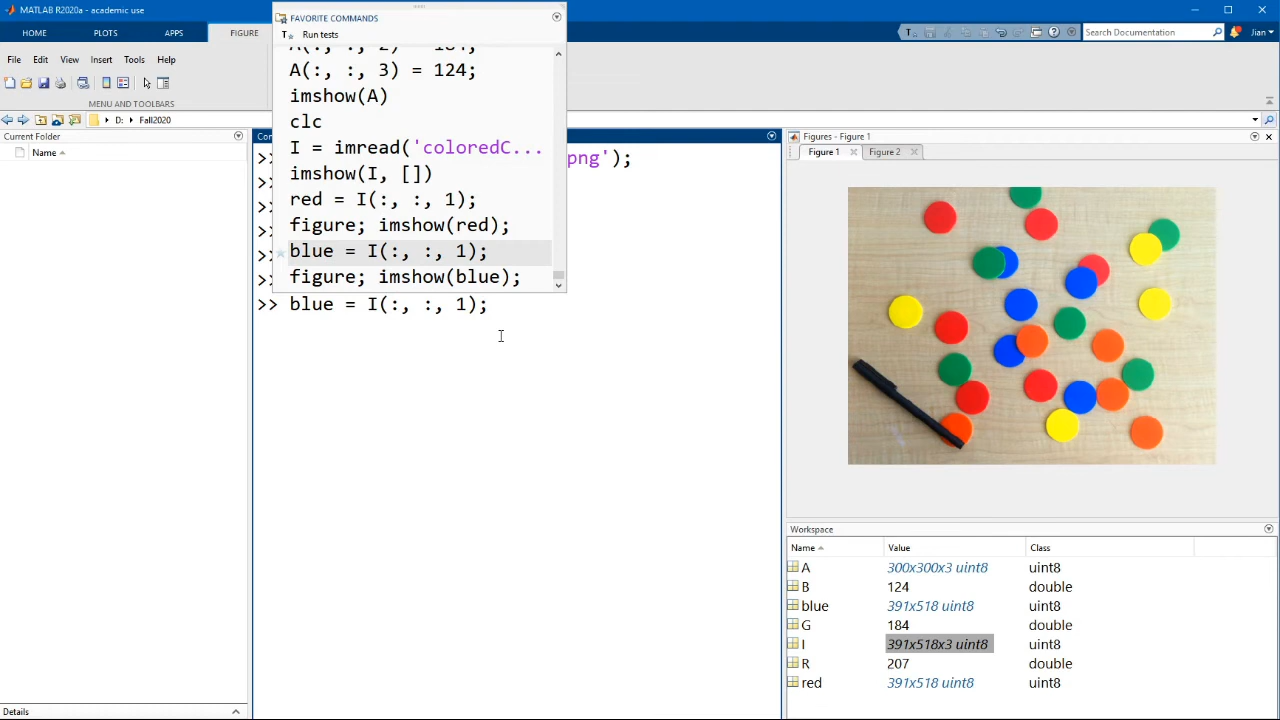 MATLAB R2020a - academic use
FAVORITE COMMANDS
Run tests
HOME PLOTS APPS FIGURE
Search Documentation Jian
File Edit View Insert Tools Help
MENU AND TOOLBARS
D: Fall2020
Current Folder
Name
A(:, :, 2) = 184;
A(:, :, 3) = 124;
imshow(A)
clc
I = imread('coloredC...
imshow(I, [])
red = I(:, :, 1);
figure; imshow(red);
blue = I(:, :, 1);
figure; imshow(blue);
>> png');
>>
>>
>>
>>
>>
>> blue = I(:, :, 1);
Figures - Figure 1
Figure 1 Figure 2
Workspace
Name Value Class
A 300x300x3 uint8 uint8
B 124 double
blue 391x518 uint8 uint8
G 184 double
I 391x518x3 uint8 uint8
R 207 double
red 391x518 uint8 uint8
Details